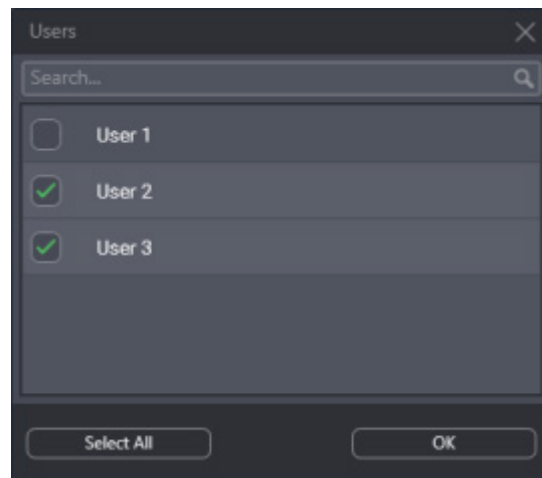 Users
Search...
User 1
User 2
User 3
Select All
OK